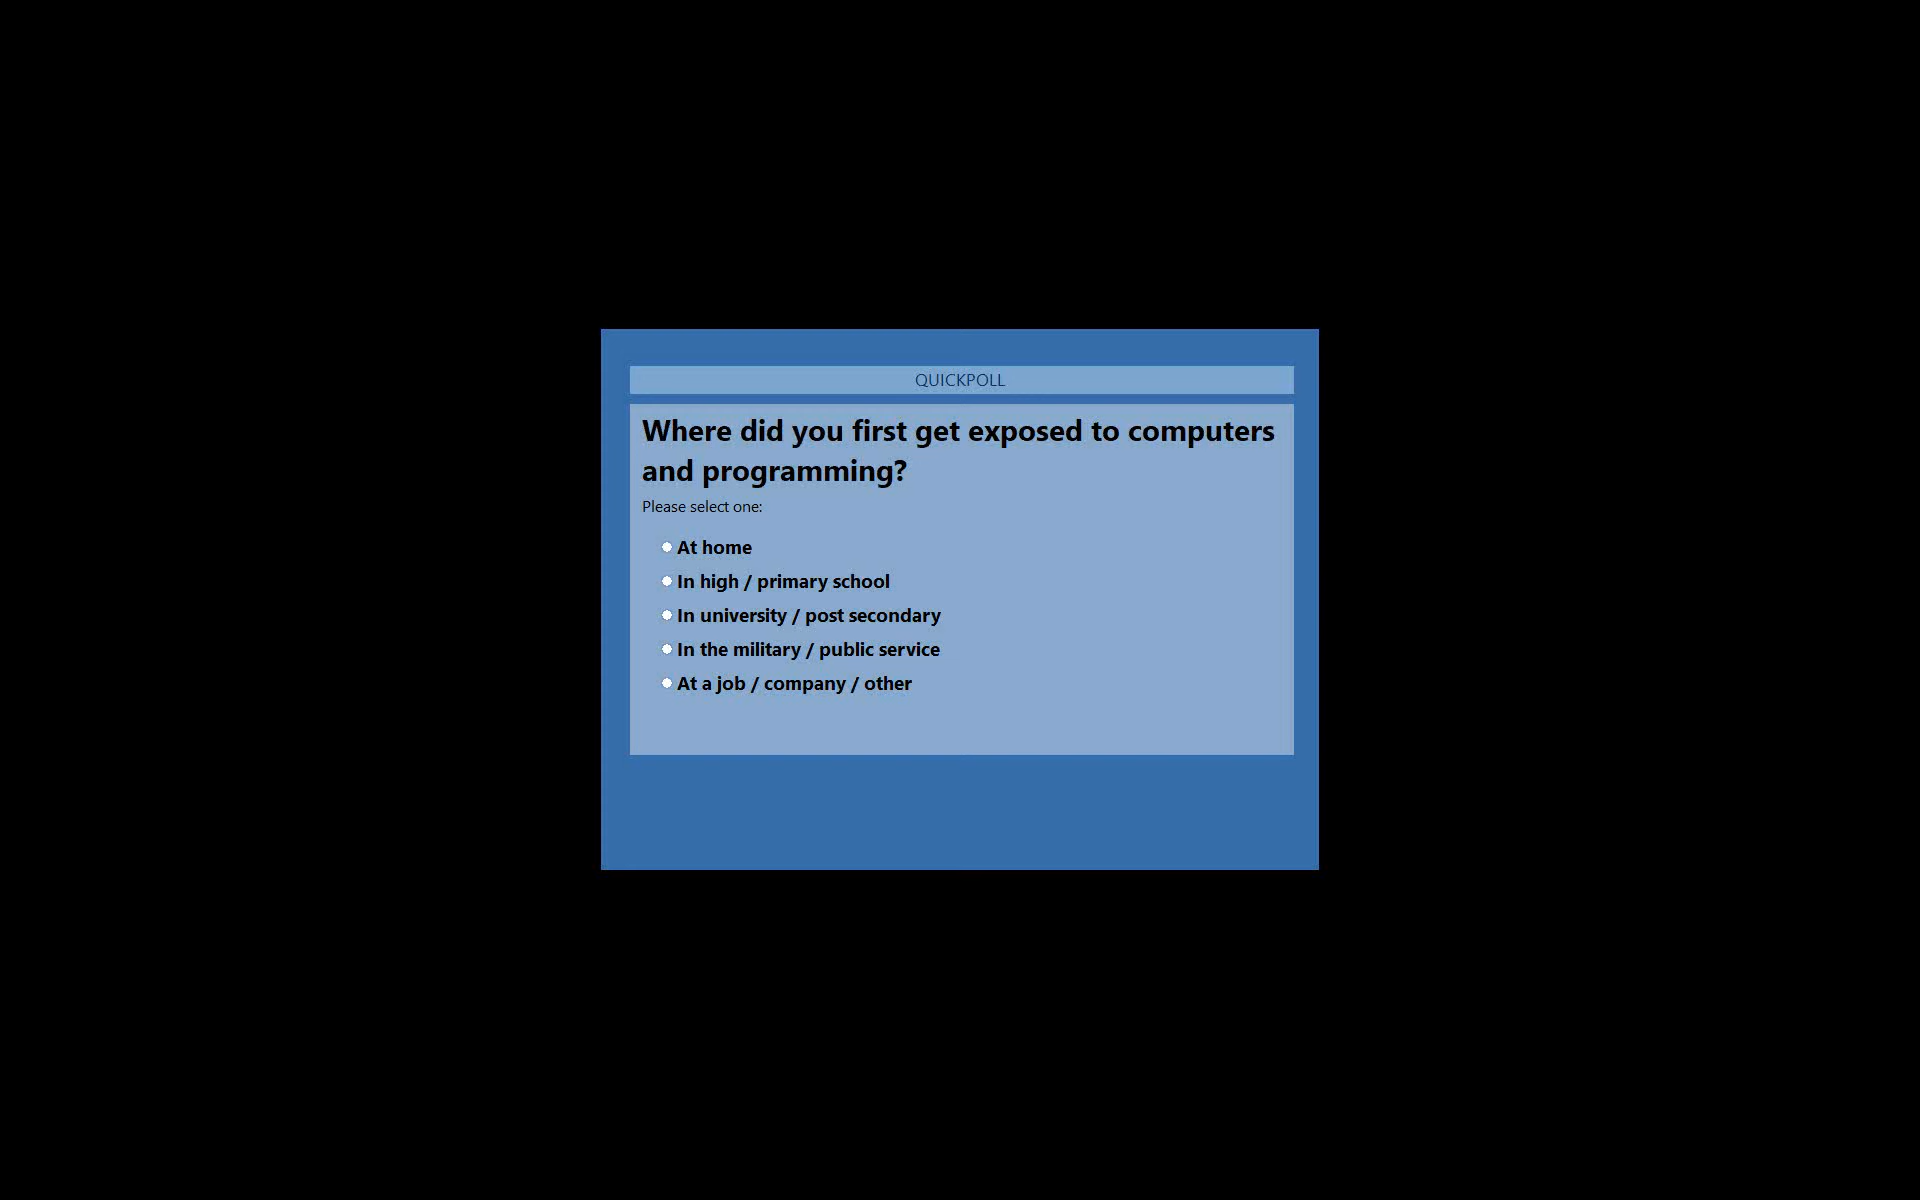 QUICKPOLL
Where did you first get exposed to computers
and programming?
Please select one:
At home
In high / primary school
In university / post secondary
In the military / public service
At a job / company / other